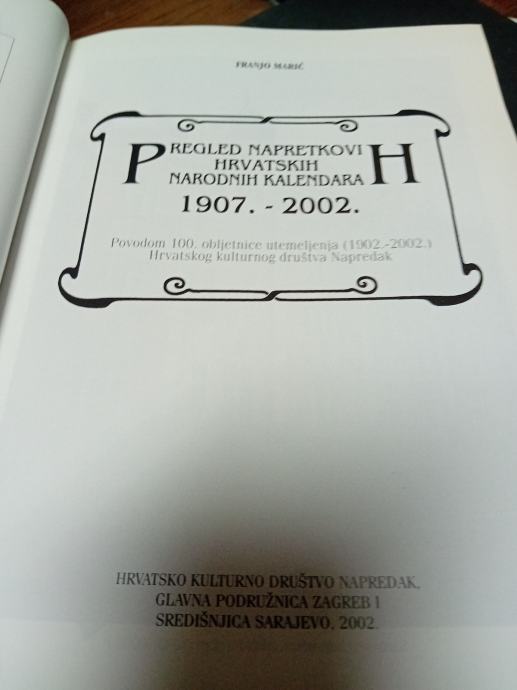 FRANJO MARIĆ
PREGLED NAPRETKOVIH
HRVATSKIH
NARODNIH KALENDARA
1907. - 2002.
Povodom 100. obljetnice utemeljenja (1902.-2002.)
Hrvatskog kulturnog društva Napredak
HRVATSKO KULTURNO DRUŠTVO NAPREDAK,
GLAVNA PODRUŽNICA ZAGREB I
SREDIŠNJICA SARAJEVO, 2002.